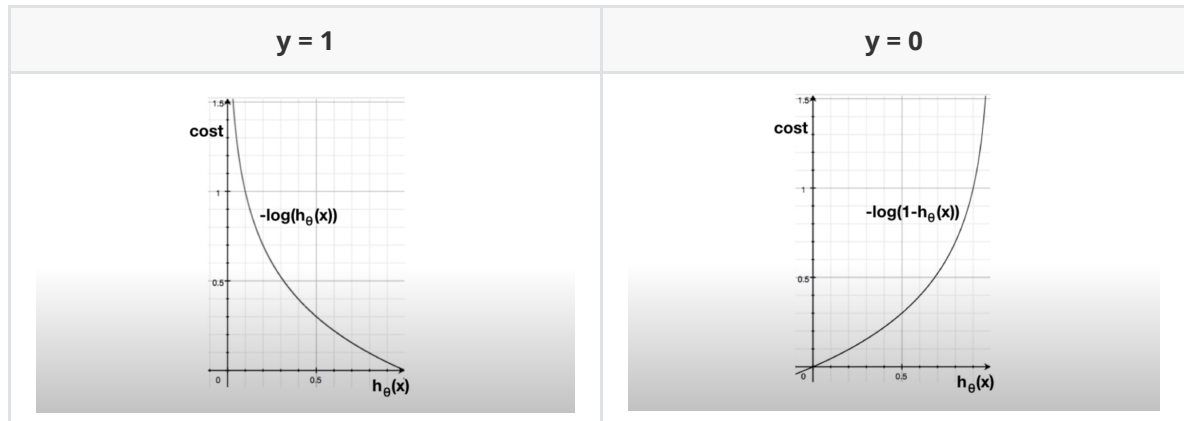 y = 1
y = 0
1.5
cost
1
-log(hθ(x))
0.5
0
0.5
hθ(x)
1.5
cost
1
-log(1-hθ(x))
0.5
0
0.5
hθ(x)